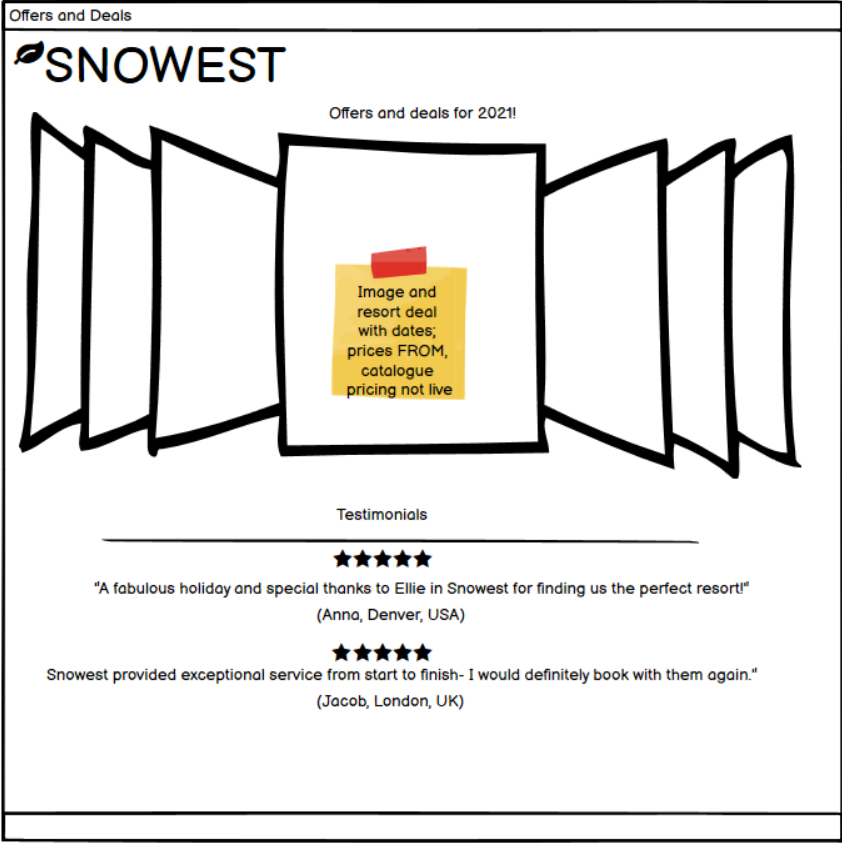 Offers and Deals
SNOWEST
Offers and deals for 2021!
Image and
resort deal
with dates;
prices FROM,
catalogue
pricing not live
Testimonials
"A fabulous holiday and special thanks to Ellie in Snowest for finding us the perfect resort!"
(Anna, Denver, USA)
Snowest provided exceptional service from start to finish- I would definitely book with them again."
(Jacob, London, UK)